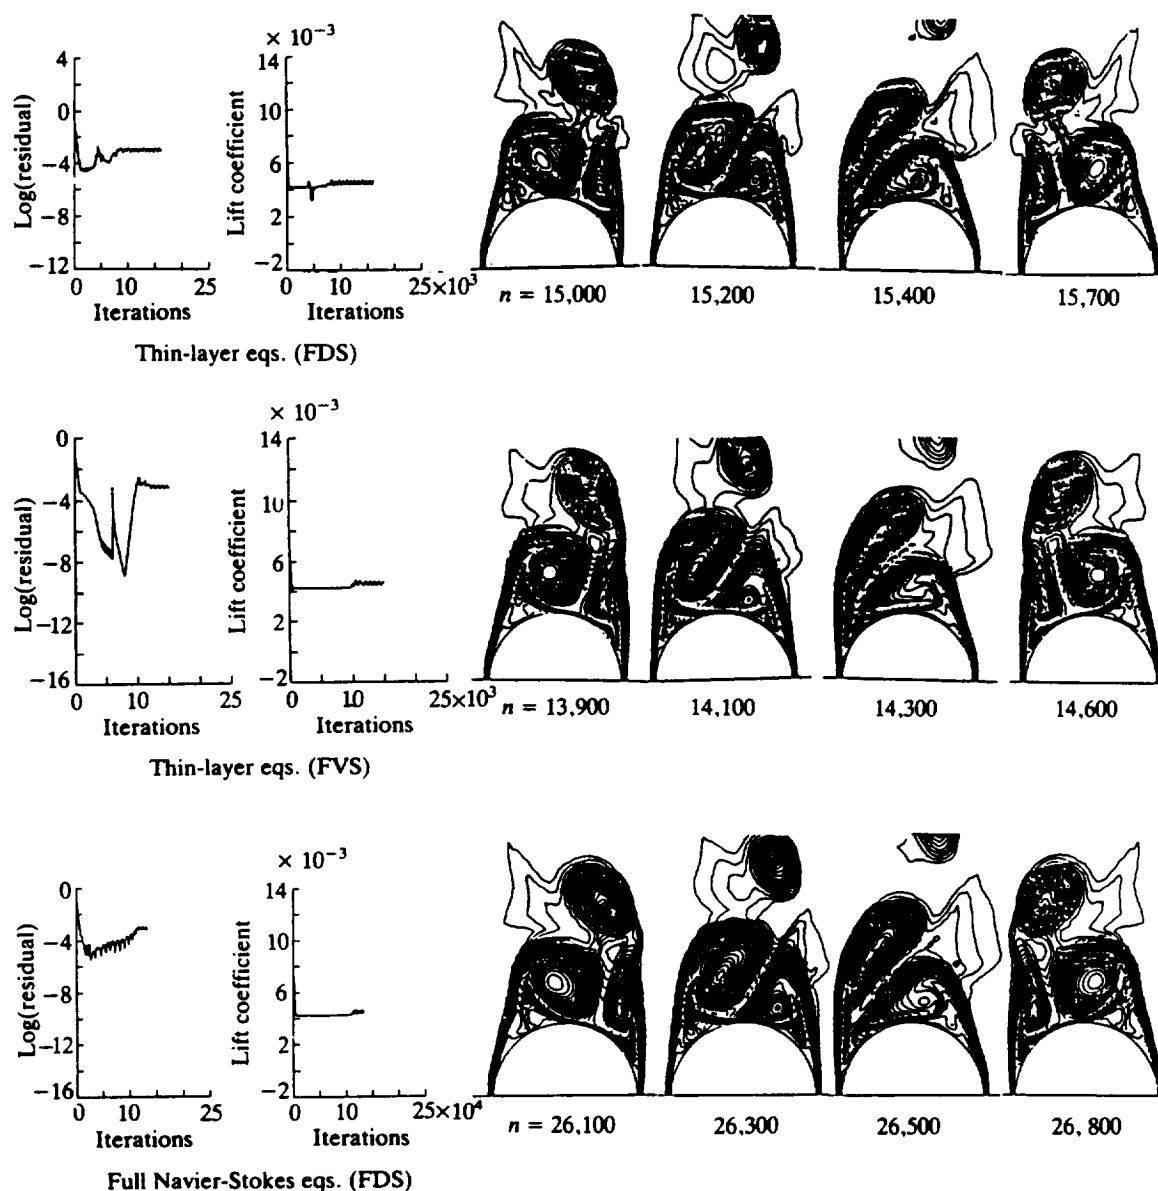 × 10⁻³
Log(residual)
4
0
−4
−8
−12
0 10 25
Iterations
Lift coefficient
14
10
6
2
−2
0 10 25×10³
Iterations
n = 15,000 15,200 15,400 15,700
Thin-layer eqs. (FDS)
× 10⁻³
Log(residual)
0
−4
−8
−12
−16
0 10 25
Iterations
Lift coefficient
14
10
6
2
−2
0 10 25×10³
Iterations
n = 13,900 14,100 14,300 14,600
Thin-layer eqs. (FVS)
× 10⁻³
Log(residual)
0
−4
−8
−12
−16
0 10 25
Iterations
Lift coefficient
14
10
6
2
−2
0 10 25×10⁴
Iterations
n = 26,100 26,300 26,500 26,800
Full Navier-Stokes eqs. (FDS)